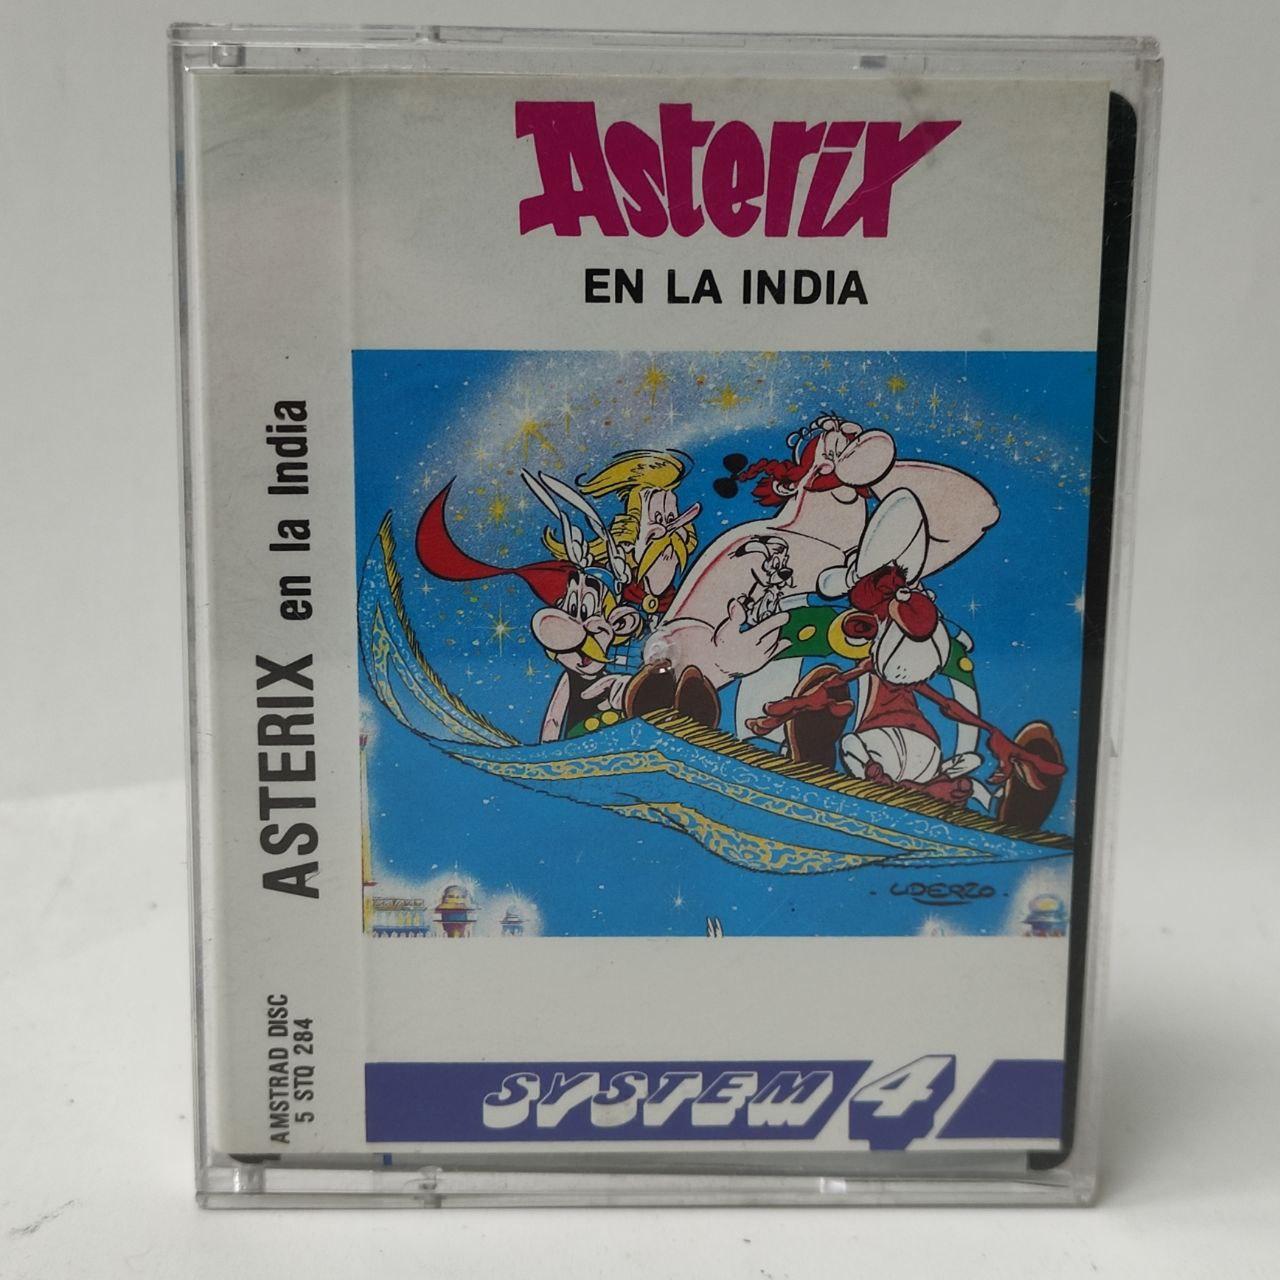 Asterix
EN LA INDIA
ASTERIX en la India
AMSTRAD DISC
5 STQ 284
·UDERZO·
SYSTEM 4